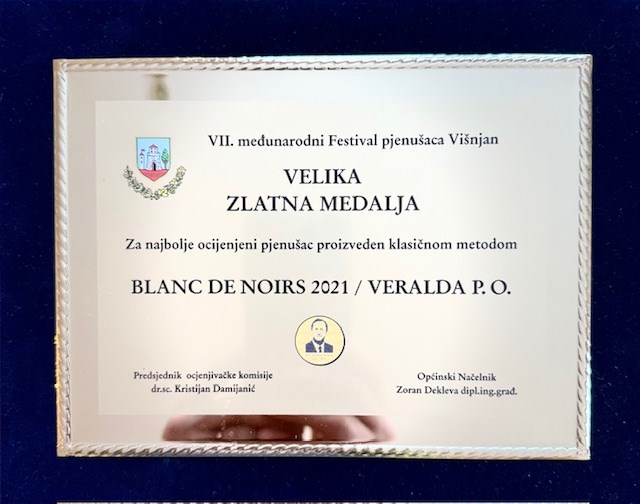 VII. međunarodni Festival pjenušaca Višnjan
VELIKA
ZLATNA MEDALJA
Za najbolje ocijenjeni pjenušac proizveden klasičnom metodom
BLANC DE NOIRS 2021 / VERALDA P. O.
Predsjednik ocjenjivačke komisije
dr.sc. Kristijan Damijanić
Općinski Načelnik
Zoran Dekleva dipl.ing.grad.